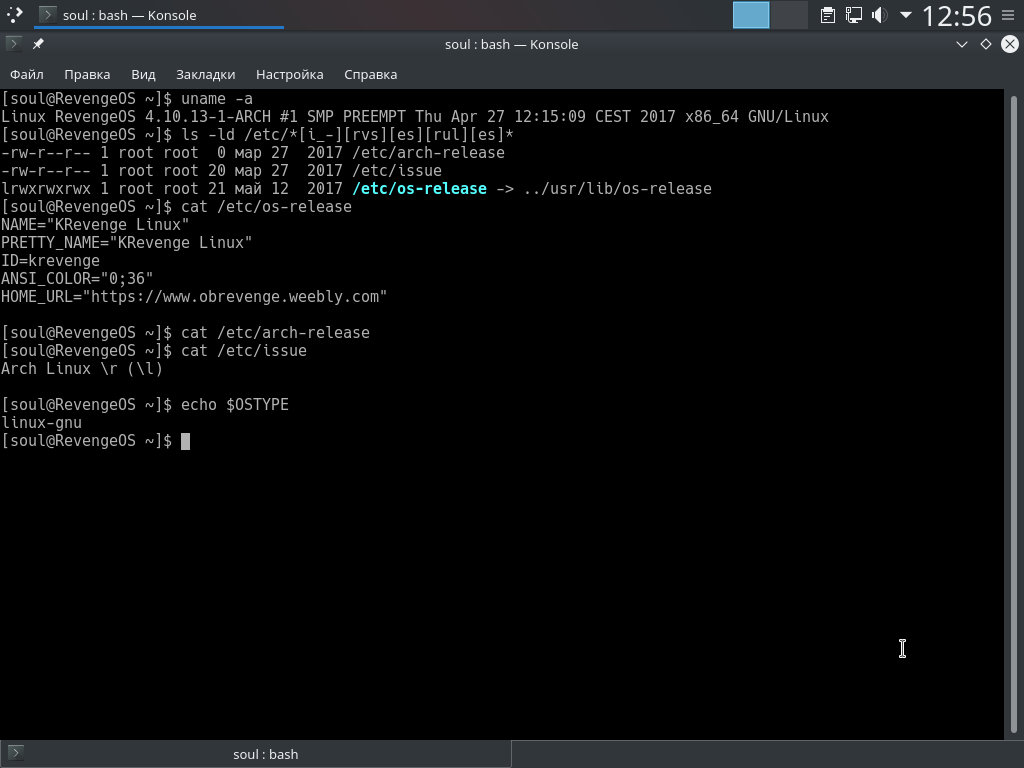 soul : bash — Konsole
12:56
soul : bash — Konsole
Файл Правка Вид Закладки Настройка Справка
[soul@RevengeOS ~]$ uname -a
Linux RevengeOS 4.10.13-1-ARCH #1 SMP PREEMPT Thu Apr 27 12:15:09 CEST 2017 x86_64 GNU/Linux
[soul@RevengeOS ~]$ ls -ld /etc/*[i_-][rvs][es][rul][es]*
-rw-r--r-- 1 root root  0 мар 27  2017 /etc/arch-release
-rw-r--r-- 1 root root 20 мар 27  2017 /etc/issue
lrwxrwxrwx 1 root root 21 май 12  2017 /etc/os-release -> ../usr/lib/os-release
[soul@RevengeOS ~]$ cat /etc/os-release
NAME="KRevenge Linux"
PRETTY_NAME="KRevenge Linux"
ID=krevenge
ANSI_COLOR="0;36"
HOME_URL="https://www.obrevenge.weebly.com"
[soul@RevengeOS ~]$ cat /etc/arch-release
[soul@RevengeOS ~]$ cat /etc/issue
Arch Linux \r (\l)
[soul@RevengeOS ~]$ echo $OSTYPE
linux-gnu
[soul@RevengeOS ~]$
soul : bash